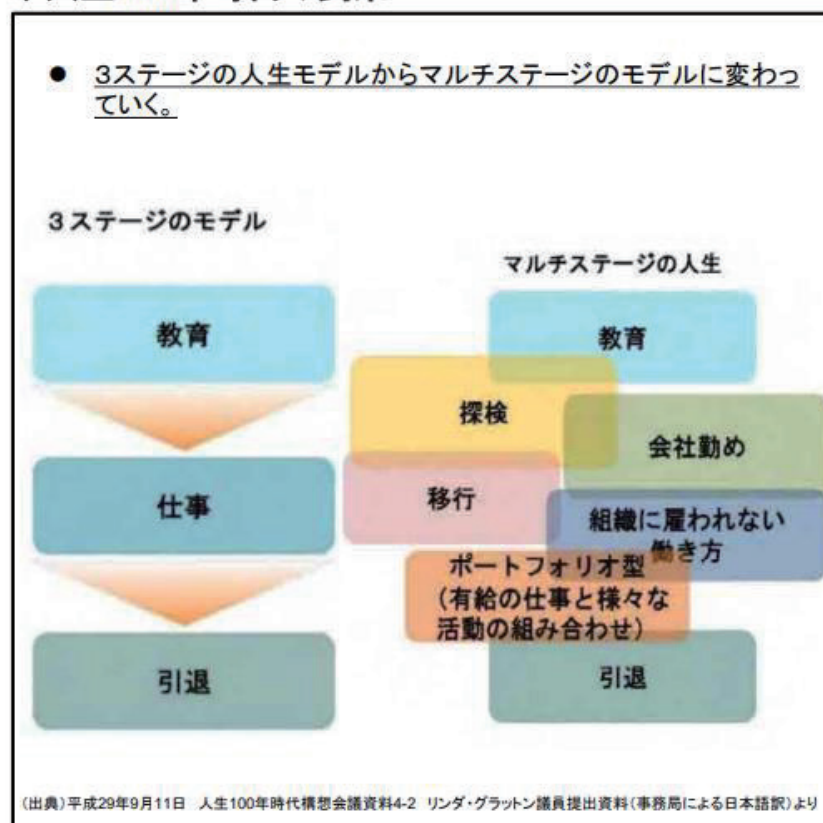 ● 3ステージの人生モデルからマルチステージのモデルに変わっ
ていく。
3ステージのモデル
教育
仕事
引退
マルチステージの人生
教育
探検
会社勤め
移行
組織に雇われない
働き方
ポートフォリオ型
(有給の仕事と様々な
活動の組み合わせ)
引退
(出典)平成29年9月11日 人生100年時代構想会議資料4-2 リンダ・グラットン議員提出資料(事務局による日本語訳)より